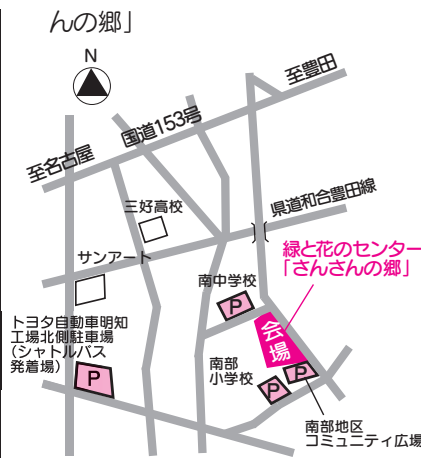 んの郷」
N
至豊田
国道153号
至名古屋
三好高校
県道和合豊田線
サンアート
緑と花のセンター
「さんさんの郷」
南中学校
P
会場
トヨタ自動車明知
工場北側駐車場
(シャトルバス
発着場)
P
南部
小学校
P
P
南部地区
コミュニティ広場